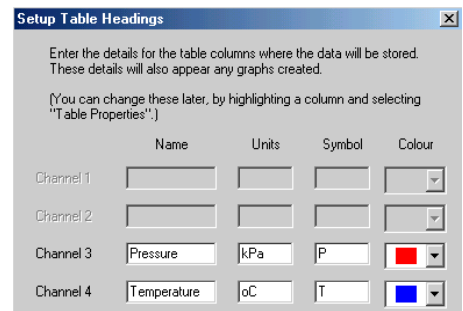 Setup Table Headings
Enter the details for the table columns where the data will be stored.
These details will also appear any graphs created.
(You can change these later, by highlighting a column and selecting
"Table Properties".)
Name Units Symbol Colour
Channel 1
Channel 2
Channel 3 Pressure kPa P
Channel 4 Temperature oC T